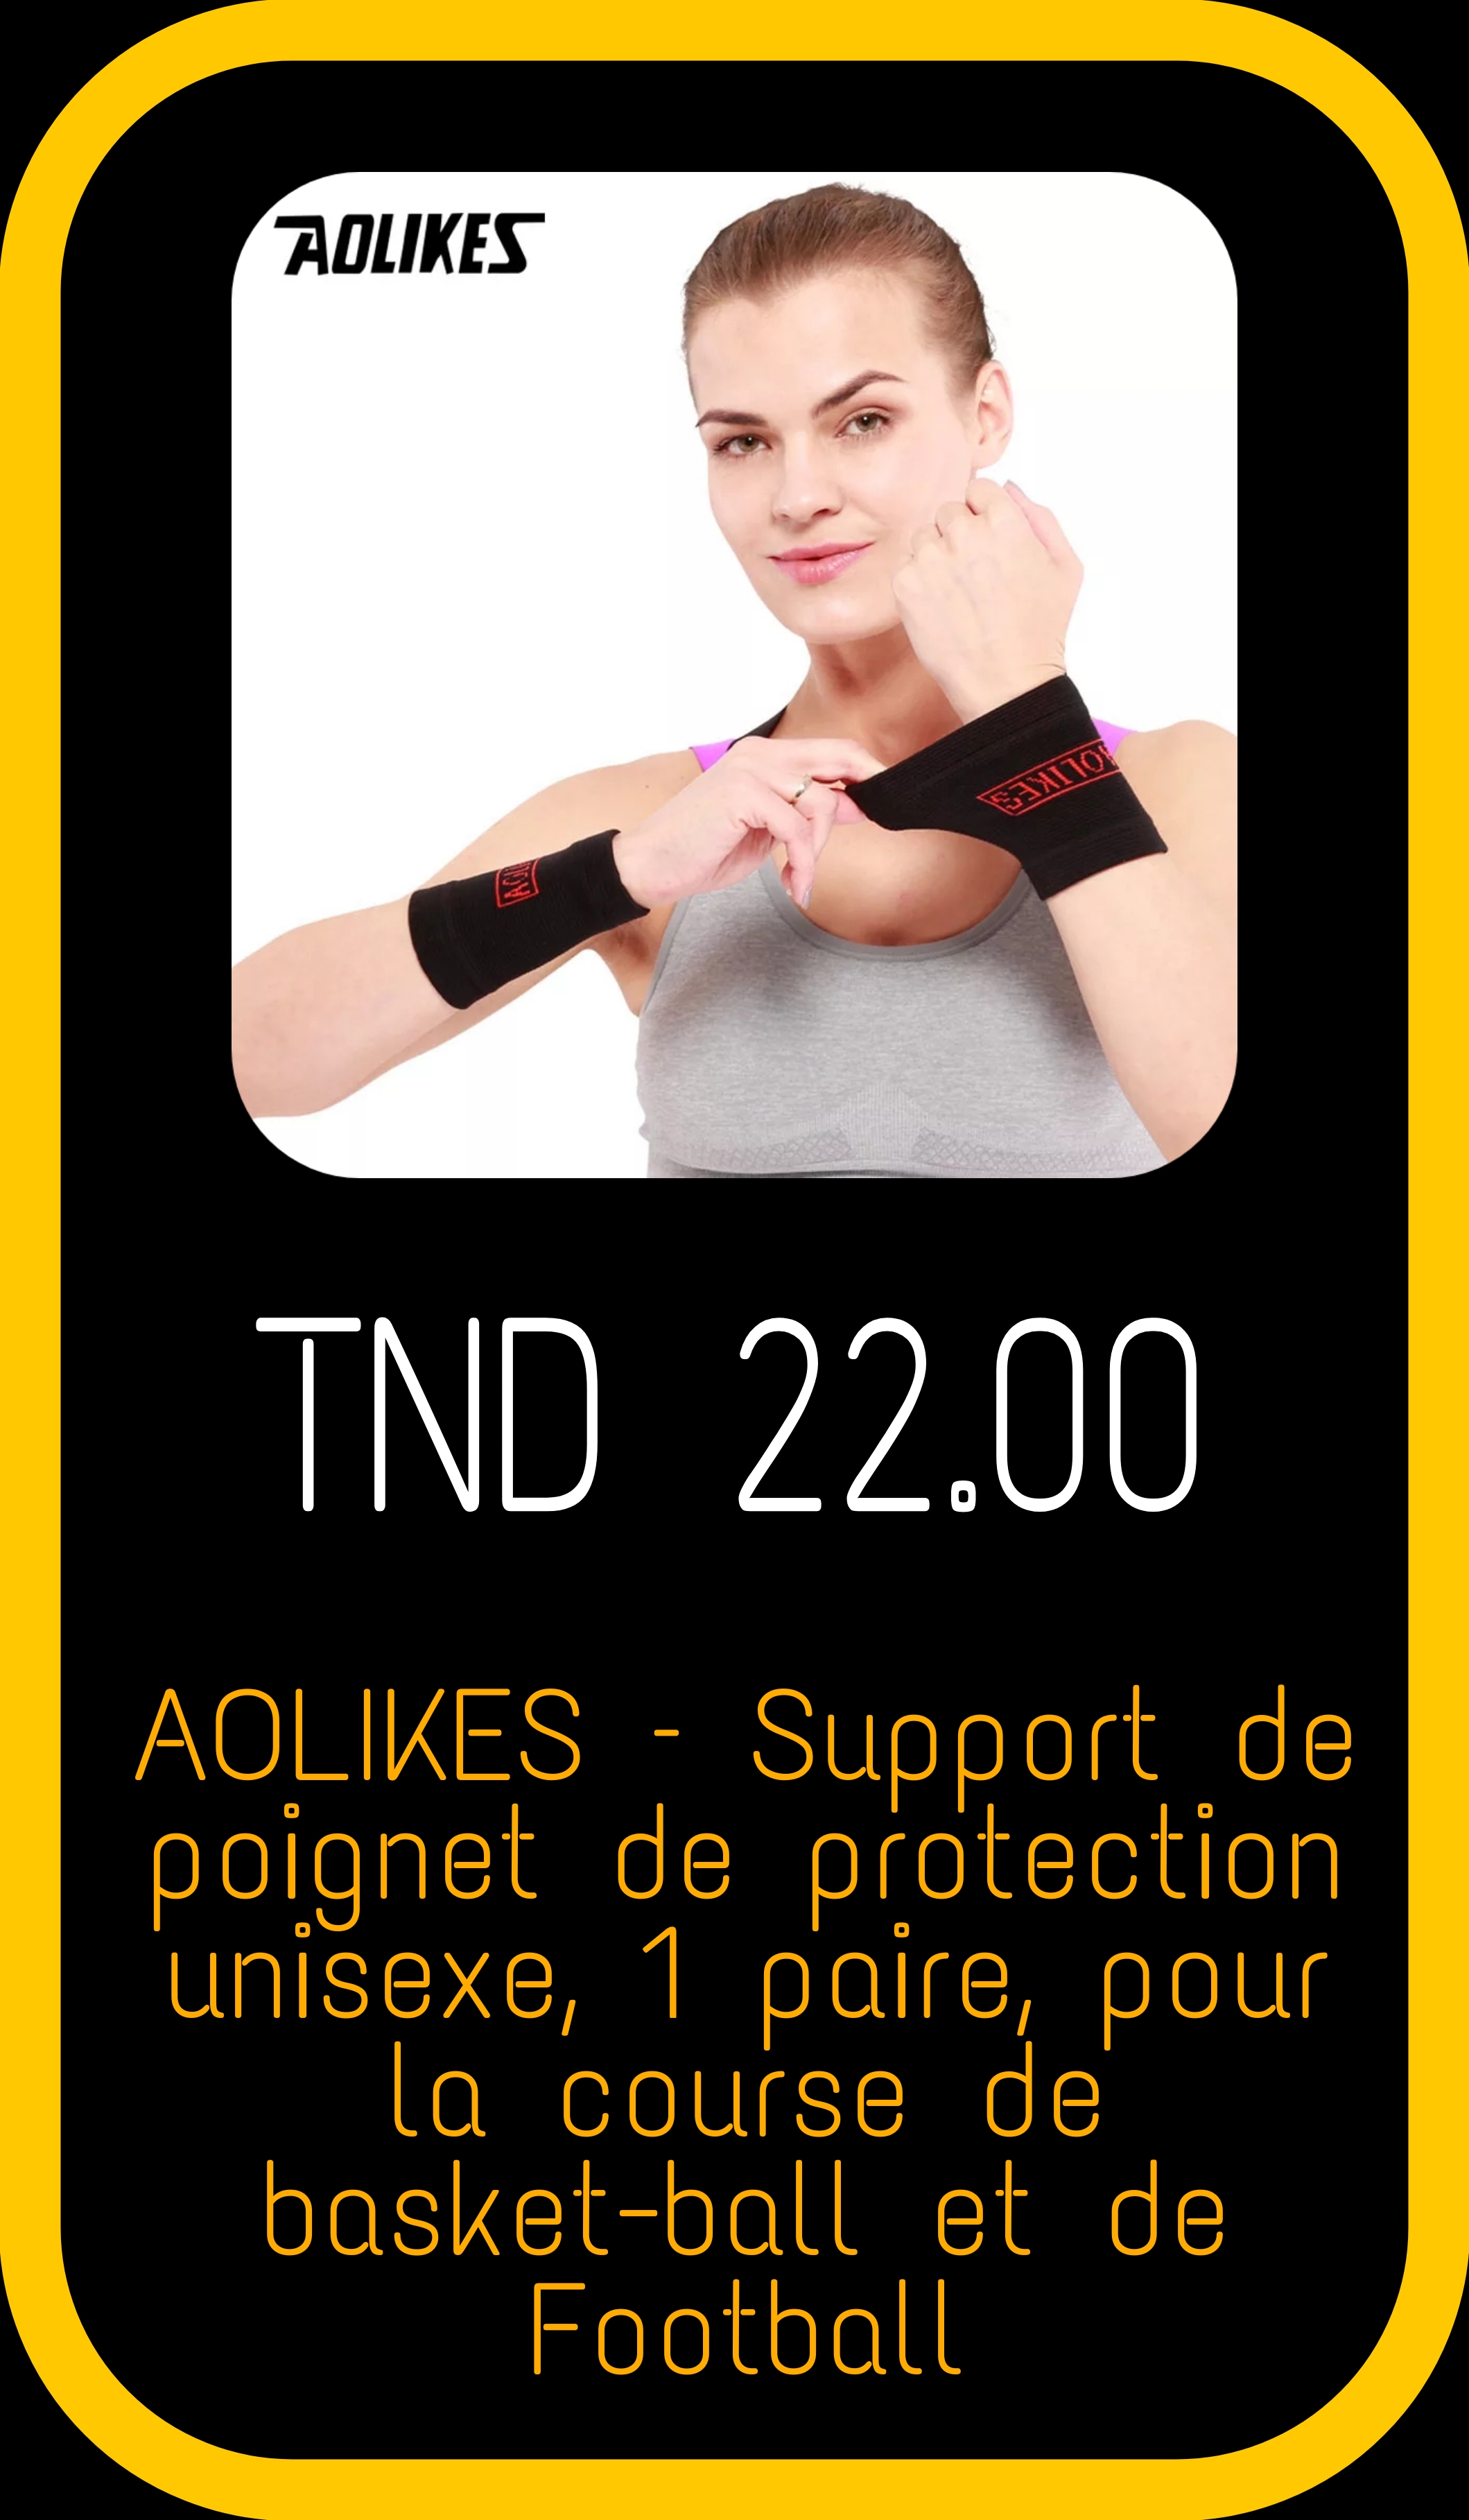 AOLIKES
AOLIKES
TND 22.00
AOLIKES - Support de
poignet de protection
unisexe, 1 paire, pour
la course de
basket-ball et de
Football